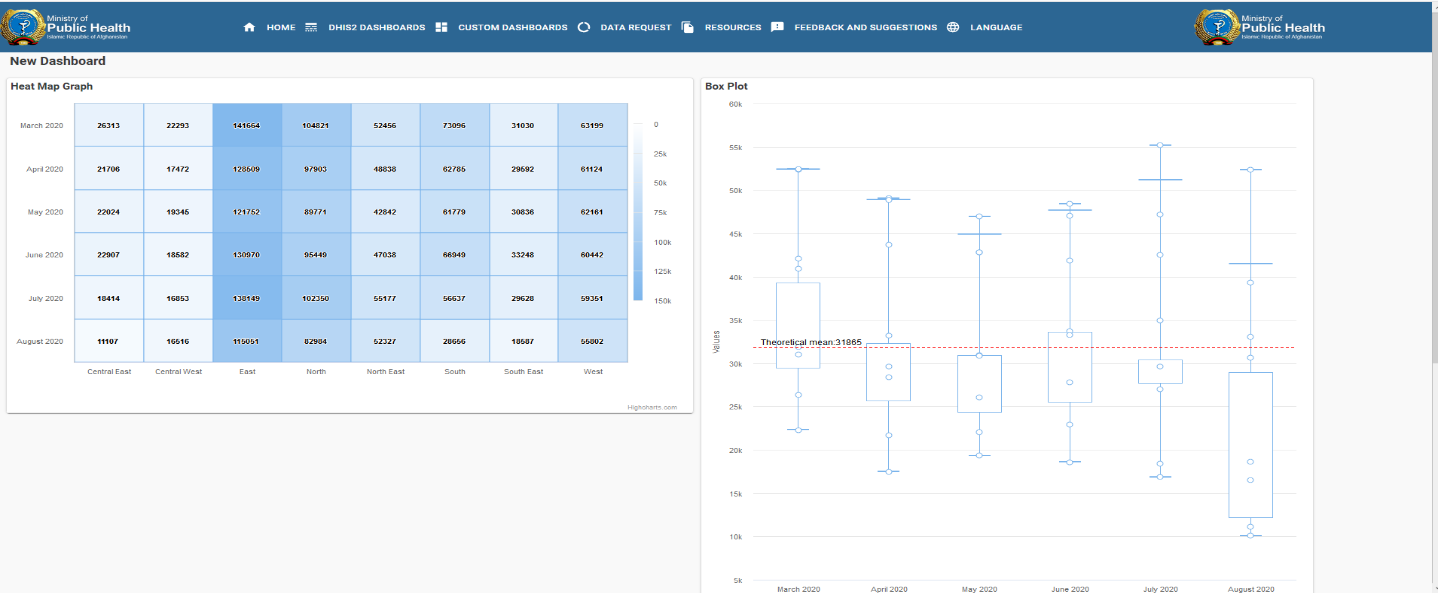 Ministry of
Public Health
Islamic Republic of Afghanistan
HOME DHIS2 DASHBOARDS CUSTOM DASHBOARDS DATA REQUEST RESOURCES FEEDBACK AND SUGGESTIONS LANGUAGE
Ministry of
Public Health
Islamic Republic of Afghanistan
New Dashboard
Heat Map Graph
March 2020 26313 22293 141664 104821 52456 73096 31030 63199
April 2020 21706 17472 128509 97903 48838 62785 29592 61124
May 2020 22024 19345 121752 89771 42842 61779 30836 62161
June 2020 22907 18582 130970 95449 47038 66949 33248 60442
July 2020 18414 16853 138149 102350 55177 56637 29628 59351
August 2020 11107 16516 115051 82984 52327 28656 18587 55802
Central East Central West East North North East South South East West
0
25k
50k
75k
100k
125k
150k
Highcharts.com
Box Plot
60k
55k
50k
45k
40k
35k
30k
25k
20k
15k
10k
5k
Values
Theoretical mean:31865
March 2020 April 2020 May 2020 June 2020 July 2020 August 2020